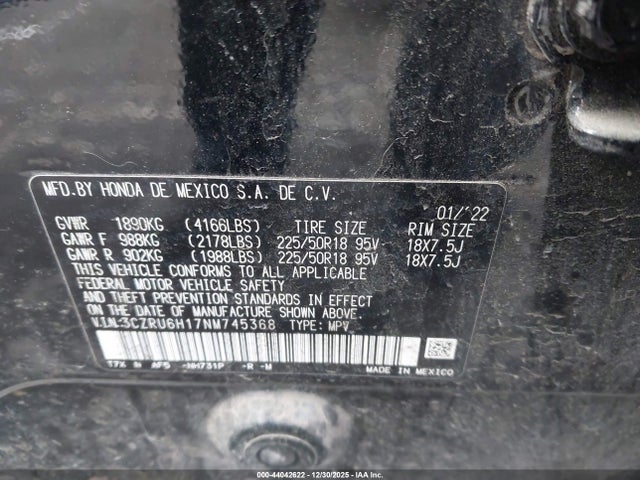 MFD.BY HONDA DE MEXICO S.A. DE C.V.
01/'22
GVWR 1890KG (4166LBS) TIRE SIZE RIM SIZE
GAWR F 988KG (2178LBS) 225/50R18 95V 18X7.5J
GAWR R 902KG (1988LBS) 225/50R18 95V 18X7.5J
THIS VEHICLE CONFORMS TO ALL APPLICABLE
FEDERAL MOTOR VEHICLE SAFETY
AND THEFT PREVENTION STANDARDS IN EFFECT
ON THE DATE OF MANUFACTURE SHOWN ABOVE.
V.I.N. 3CZRU6H17NM745368 TYPE: MPV
AF5 -NH731P -R -M MADE IN MEXICO
000-44042622 - 12/30/2025 - IAA Inc.